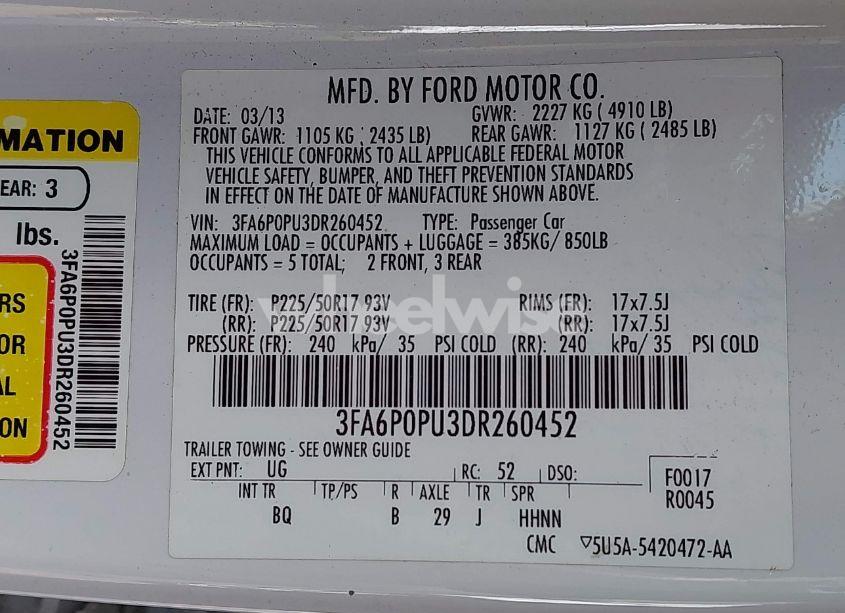 MATION
EAR: 3
lbs.
RS
OR
AL
ON
3FA6P0PU3DR260452
MFD. BY FORD MOTOR CO.
DATE: 03/13 GVWR: 2227 KG ( 4910 LB)
FRONT GAWR: 1105 KG ( 2435 LB) REAR GAWR: 1127 KG ( 2485 LB)
THIS VEHICLE CONFORMS TO ALL APPLICABLE FEDERAL MOTOR
VEHICLE SAFETY, BUMPER, AND THEFT PREVENTION STANDARDS
IN EFFECT ON THE DATE OF MANUFACTURE SHOWN ABOVE.
VIN: 3FA6P0PU3DR260452 TYPE: Passenger Car
MAXIMUM LOAD = OCCUPANTS + LUGGAGE = 385KG/ 850LB
OCCUPANTS = 5 TOTAL; 2 FRONT, 3 REAR
TIRE (FR): P225/50R17 93V RIMS (FR): 17x7.5J
(RR): P225/50R17 93V (RR): 17x7.5J
PRESSURE (FR): 240 kPa/ 35 PSI COLD (RR): 240 kPa/ 35 PSI COLD
wheelwise
3FA6P0PU3DR260452
TRAILER TOWING - SEE OWNER GUIDE
EXT PNT: UG RC: 52 DSO:
F0017
R0045
INT TR TP/PS R AXLE TR SPR
BQ B 29 J HHNN
CMC ▽5U5A-5420472-AA